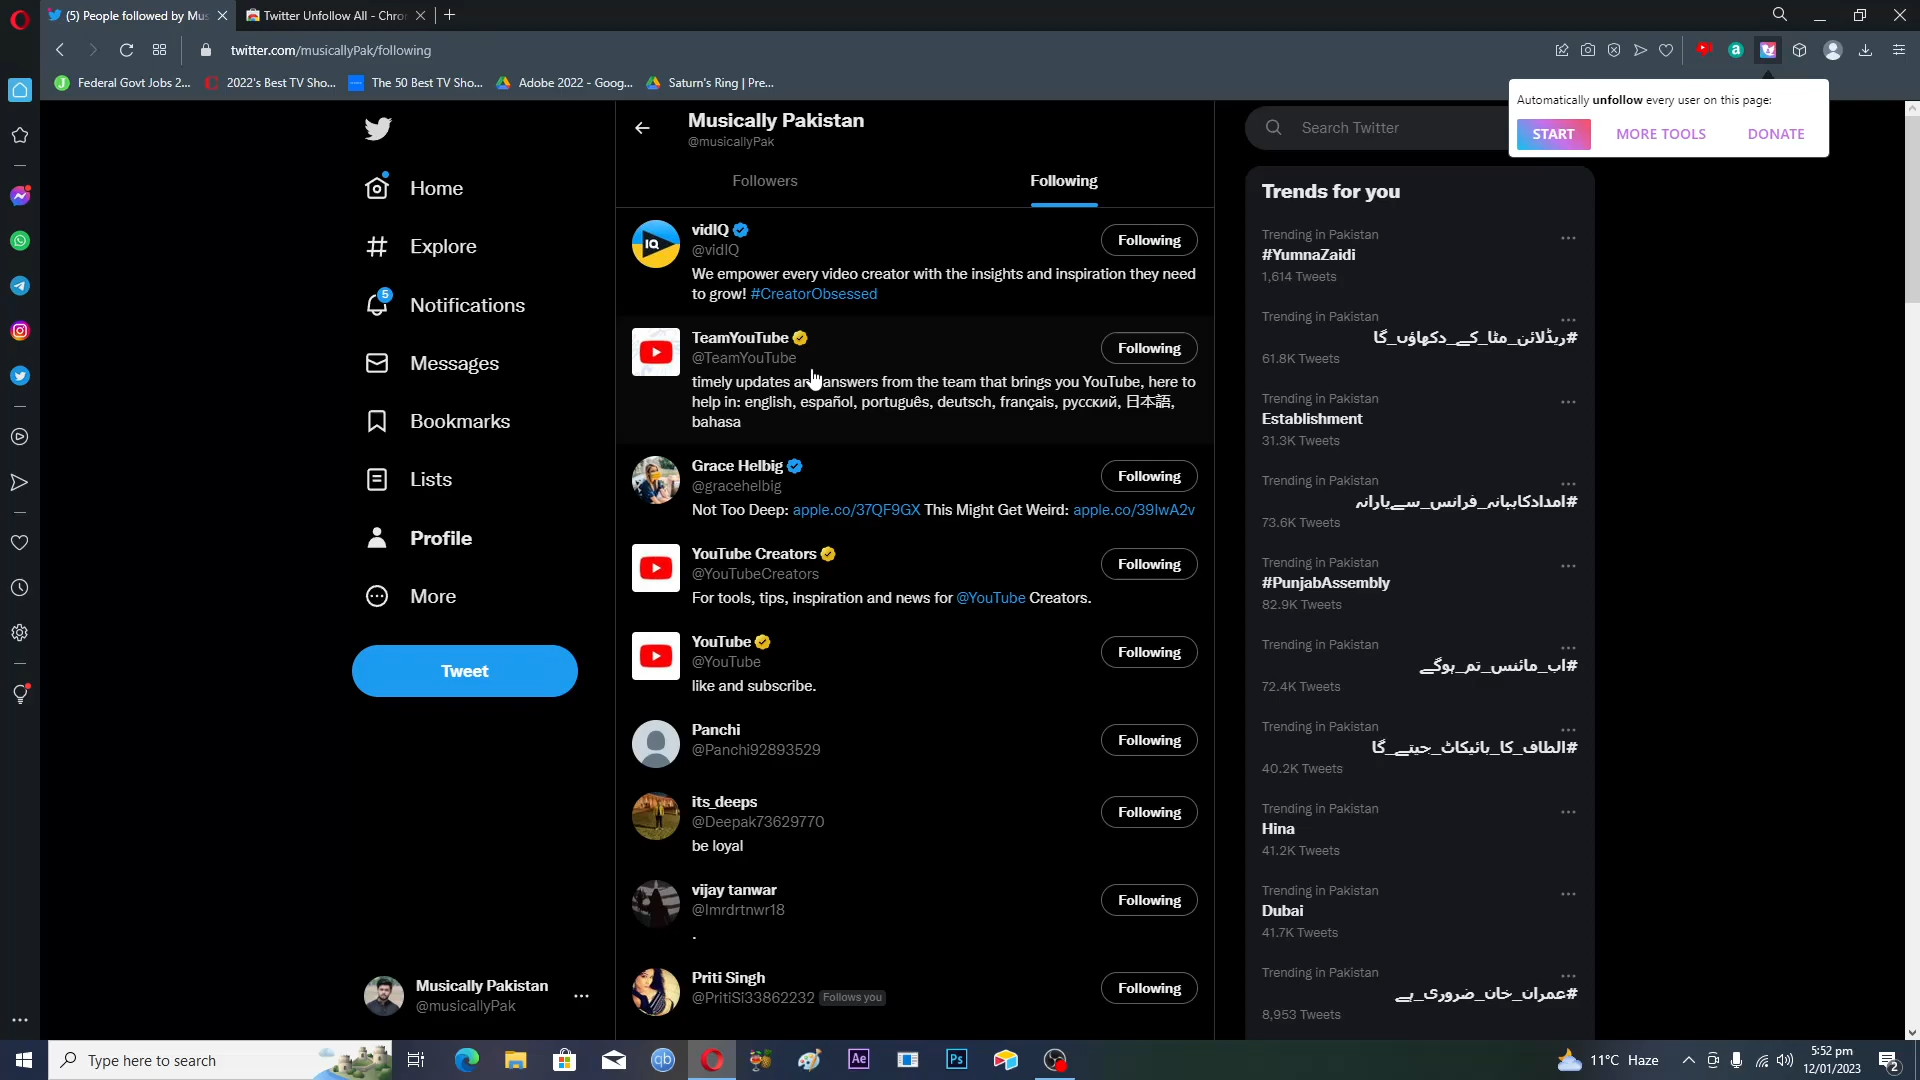 (5) People followed by Mus
Twitter Unfollow All - Chro
twitter.com/musicallyPak/following
Federal Govt Jobs 2...
2022's Best TV Sho...
The 50 Best TV Sho...
Adobe 2022 - Goog...
Saturn's Ring | Pre...
Automatically unfollow every user on this page:
START
MORE TOOLS
DONATE
Home
Explore
5
Notifications
Messages
Bookmarks
Lists
Profile
More
Tweet
Musically Pakistan
@musicallyPak
Musically Pakistan
@musicallyPak
Followers
Following
vidIQ
@vidIQ
Following
We empower every video creator with the insights and inspiration they need
to grow! #CreatorObsessed
TeamYouTube
@TeamYouTube
Following
timely updates and answers from the team that brings you YouTube, here to
help in: english, español, português, deutsch, français, русский, 日本語,
bahasa
Grace Helbig
@gracehelbig
Following
Not Too Deep: apple.co/37QF9GX This Might Get Weird: apple.co/39IwA2v
YouTube Creators
@YouTubeCreators
Following
For tools, tips, inspiration and news for @YouTube Creators.
YouTube
@YouTube
Following
like and subscribe.
Panchi
@Panchi92893529
Following
its_deeps
@Deepak73629770
Following
be loyal
vijay tanwar
@Imrdrtnwr18
Following
.
Priti Singh
@PritiSi33862232 Follows you
Following
Search Twitter
Trends for you
Trending in Pakistan
#YumnaZaidi
1,614 Tweets
Trending in Pakistan
#ریڈلائن_مٹا_کے_دکھاؤں_گا
61.8K Tweets
Trending in Pakistan
Establishment
31.3K Tweets
Trending in Pakistan
#امدادکابہانہ_فرانس_سےیارانہ
73.6K Tweets
Trending in Pakistan
#PunjabAssembly
82.9K Tweets
Trending in Pakistan
#اب_مائنس_تم_ہوگے
72.4K Tweets
Trending in Pakistan
#الطاف_کا_بائیکاٹ_جیتے_گا
40.2K Tweets
Trending in Pakistan
Hina
41.2K Tweets
Trending in Pakistan
Dubai
41.7K Tweets
Trending in Pakistan
#عمران_خان_ضروری_ہے
8,953 Tweets
Type here to search
qb
Ae
Ps
11°C Haze
5:52 pm
12/01/2023
2